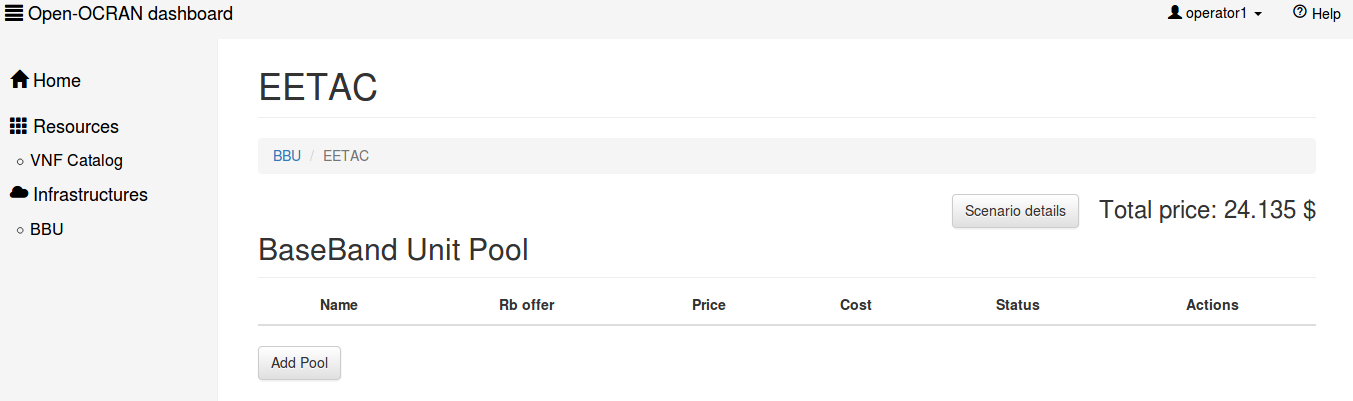 Open-OCRAN dashboard operator1 Help
Home
Resources
VNF Catalog
Infrastructures
BBU
EETAC
BBU / EETAC
Scenario details Total price: 24.135 $
BaseBand Unit Pool
Name Rb offer Price Cost Status Actions
Add Pool